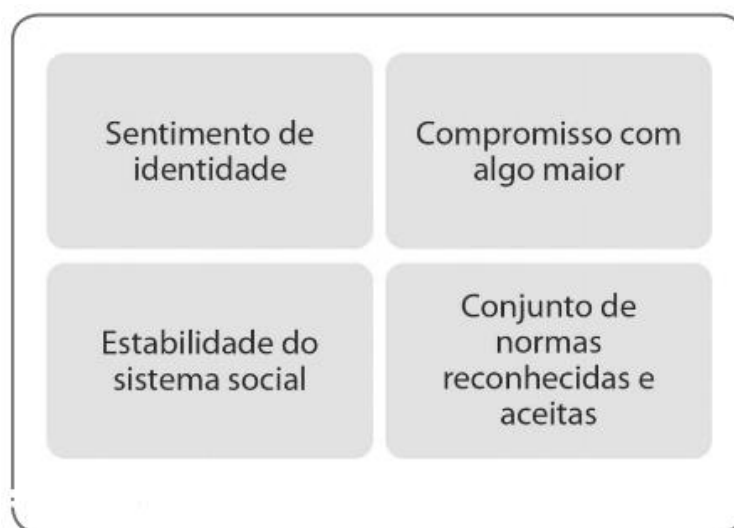 Sentimento de
identidade
Compromisso com
algo maior
Estabilidade do
sistema social
Conjunto de
normas
reconhecidas e
aceitas